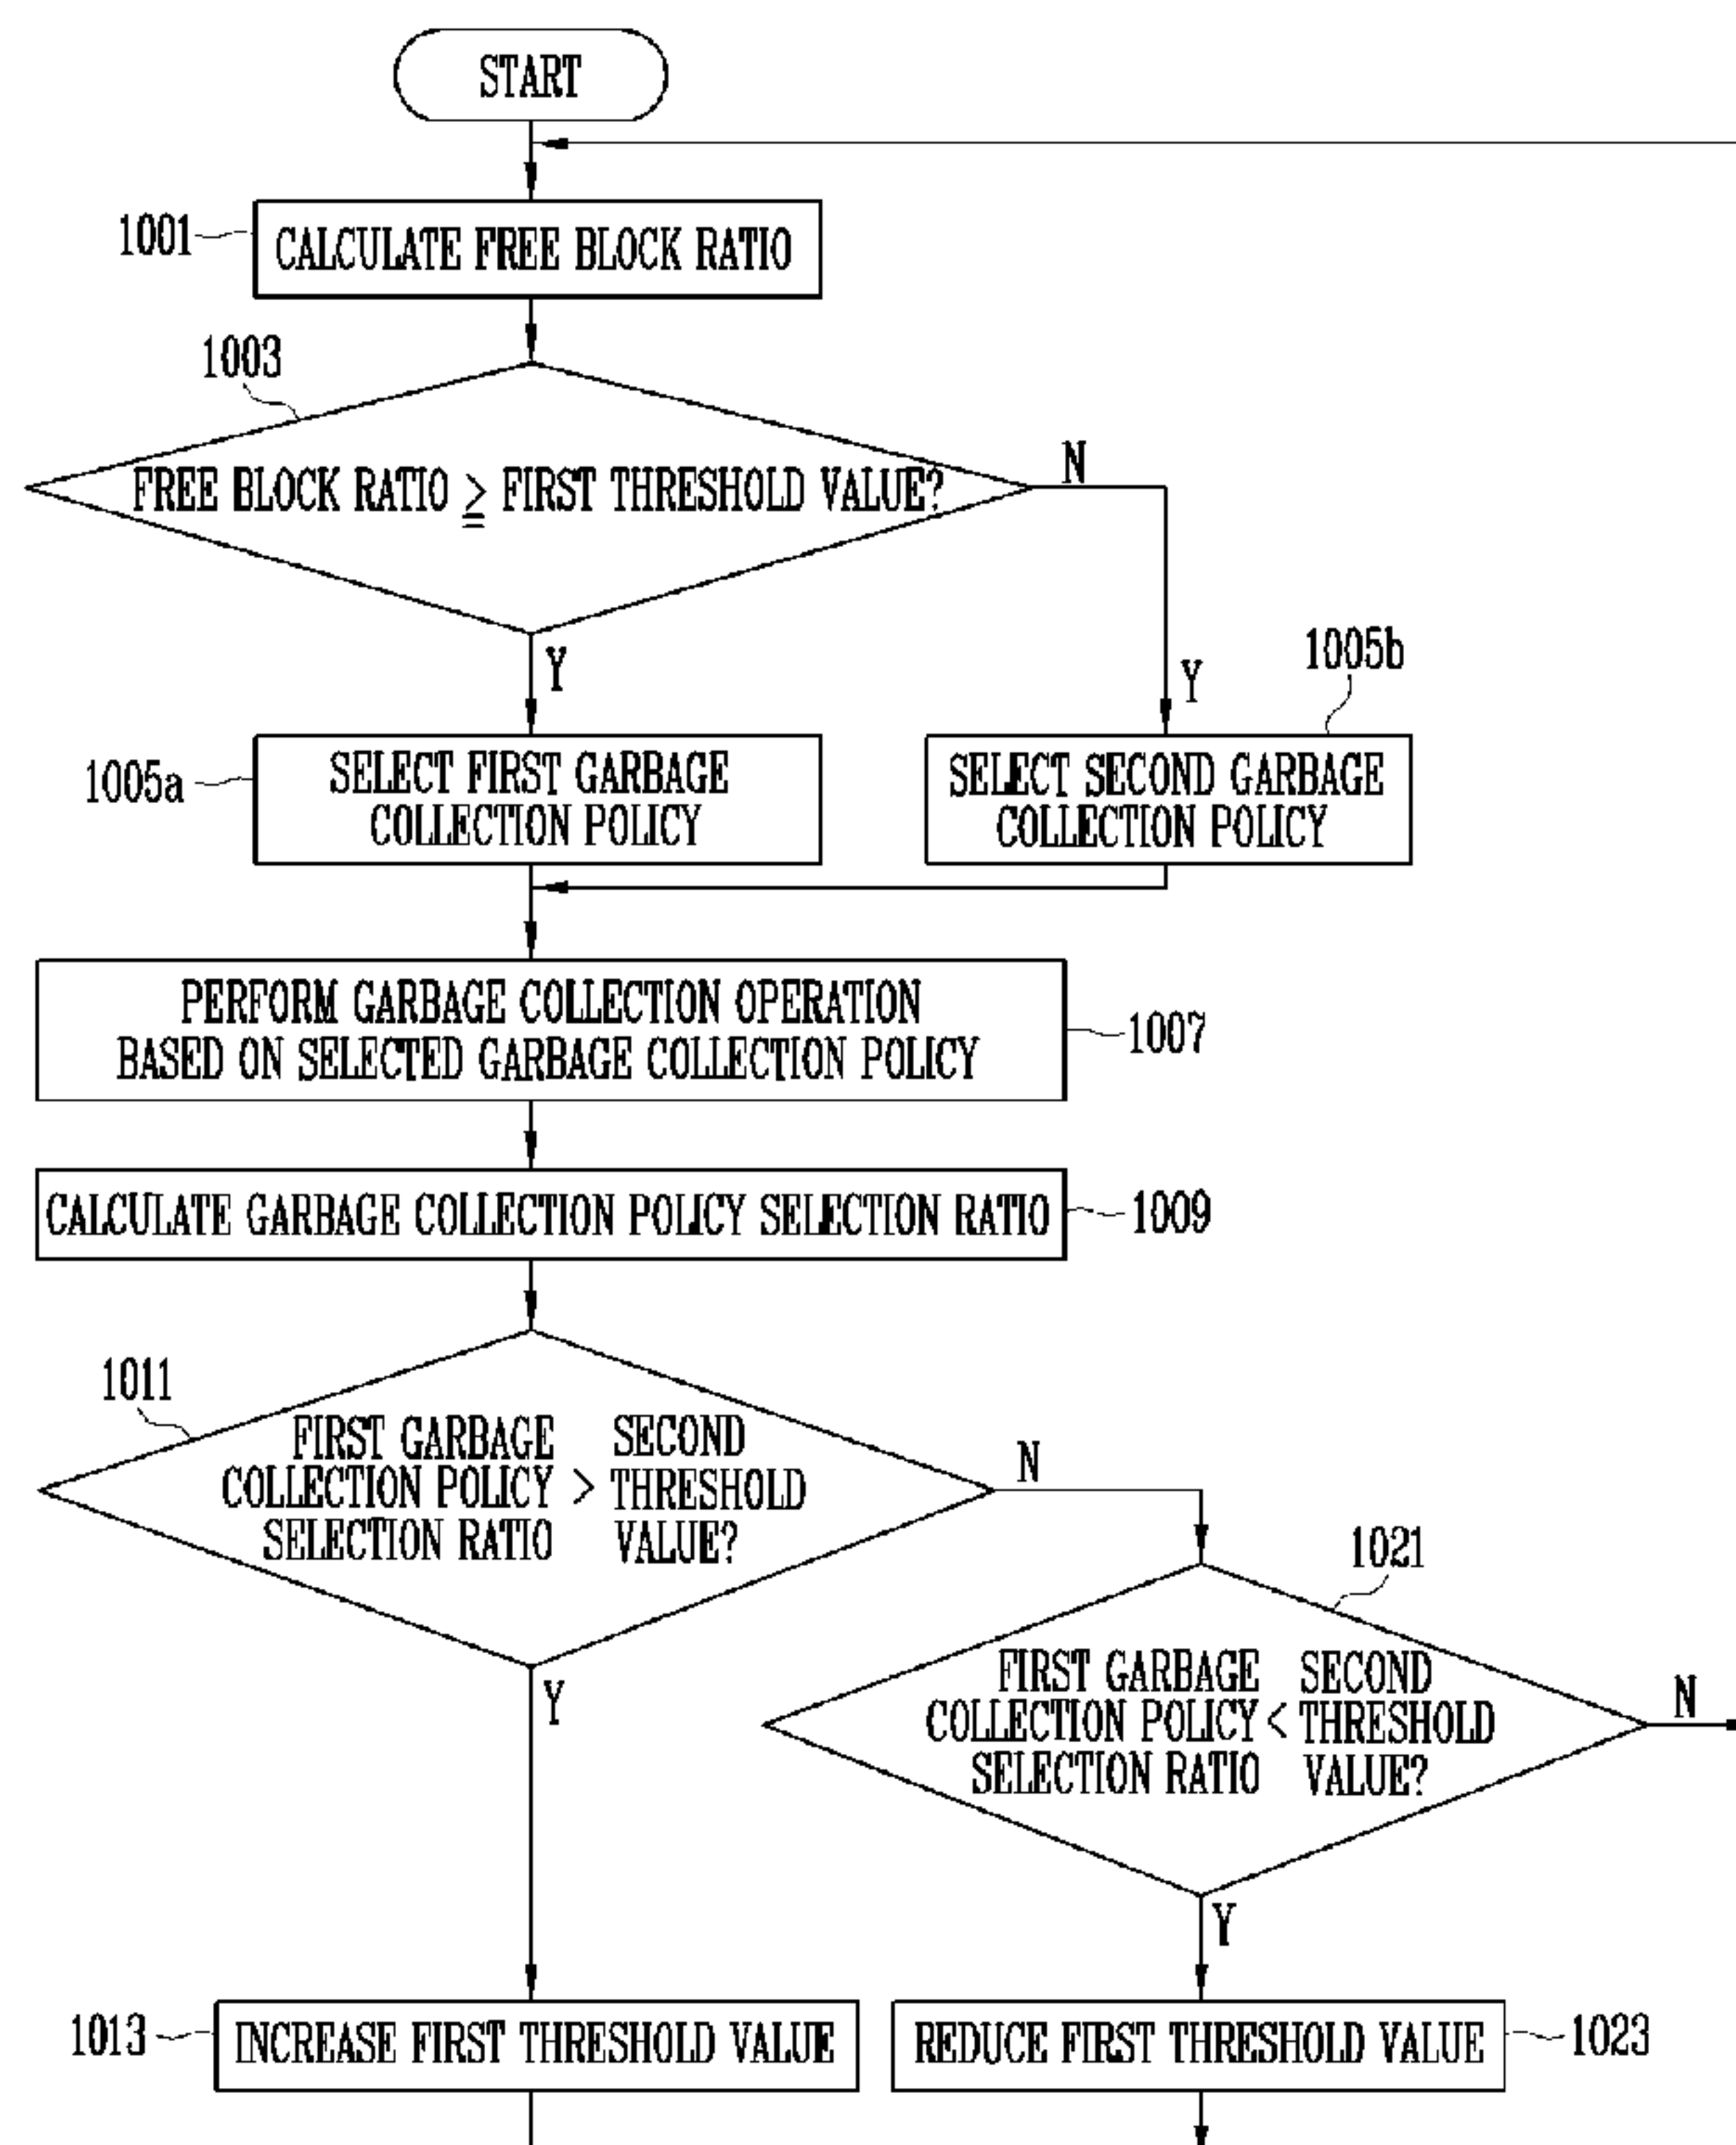 START
1001
CALCULATE FREE BLOCK RATIO
1003
FREE BLOCK RATIO ≧ FIRST THRESHOLD VALUE?
N
Y
Y
1005a
SELECT FIRST GARBAGE
COLLECTION POLICY
1005b
SELECT SECOND GARBAGE
COLLECTION POLICY
PERFORM GARBAGE COLLECTION OPERATION
BASED ON SELECTED GARBAGE COLLECTION POLICY
1007
CALCULATE GARBAGE COLLECTION POLICY SELECTION RATIO
1009
1011
FIRST GARBAGE SECOND
COLLECTION POLICY > THRESHOLD
SELECTION RATIO VALUE?
N
Y
1021
FIRST GARBAGE SECOND
COLLECTION POLICY < THRESHOLD
SELECTION RATIO VALUE?
N
Y
1013
INCREASE FIRST THRESHOLD VALUE
REDUCE FIRST THRESHOLD VALUE
1023